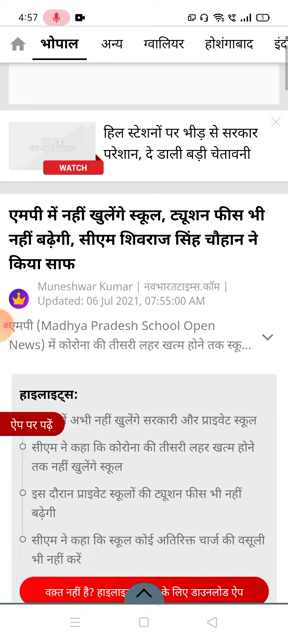 4:57
भोपाल अन्य ग्वालियर होशंगाबाद इंदौ
हिल स्टेशनों पर भीड़ से सरकार
परेशान, दे डाली बड़ी चेतावनी
WATCH
एमपी में नहीं खुलेंगे स्कूल, ट्यूशन फीस भी
नहीं बढ़ेगी, सीएम शिवराज सिंह चौहान ने
किया साफ
Muneshwar Kumar | नवभारतटाइम्स.कॉम |
Updated: 06 Jul 2021, 07:55:00 AM
एमपी (Madhya Pradesh School Open
News) में कोरोना की तीसरी लहर खत्म होने तक स्कू...
हाइलाइट्स:
ऐप पर पढ़ें
में अभी नहीं खुलेंगे सरकारी और प्राइवेट स्कूल
सीएम ने कहा कि कोरोना की तीसरी लहर खत्म होने
तक नहीं खुलेंगे स्कूल
इस दौरान प्राइवेट स्कूलों की ट्यूशन फीस भी नहीं
बढ़ेगी
सीएम ने कहा कि स्कूल कोई अतिरिक्त चार्ज की वसूली
भी नहीं करें
वक़्त नहीं है? हाइलाइ के लिए डाउनलोड ऐप